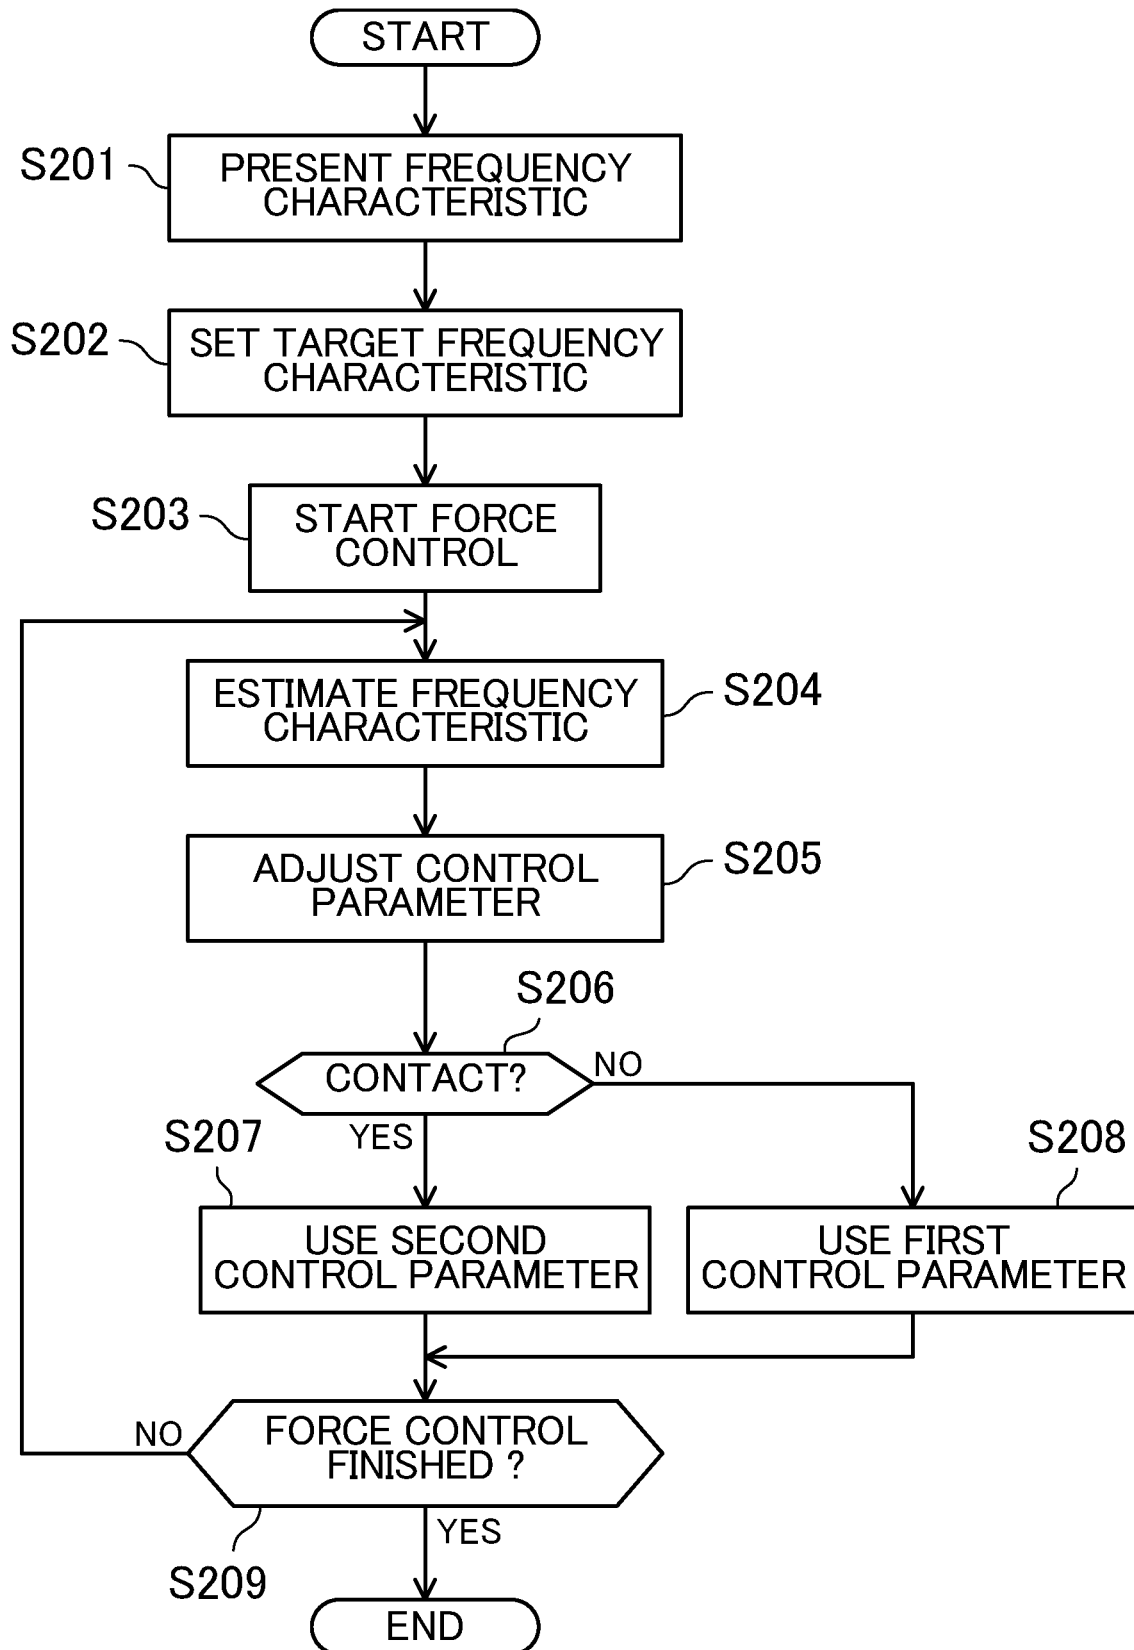 START
S201
PRESENT FREQUENCY
CHARACTERISTIC
S202
SET TARGET FREQUENCY
CHARACTERISTIC
S203
START FORCE
CONTROL
ESTIMATE FREQUENCY
CHARACTERISTIC
S204
ADJUST CONTROL
PARAMETER
S205
S206
CONTACT?
NO
YES
S207
USE SECOND
CONTROL PARAMETER
S208
USE FIRST
CONTROL PARAMETER
NO
FORCE CONTROL
FINISHED ?
YES
S209
END